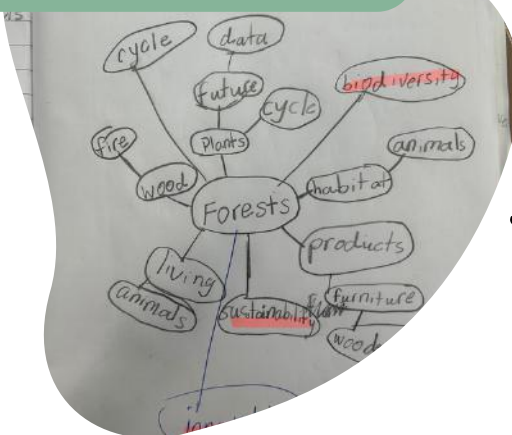 cycle
data
future
cycle
Plants
biodiversity
fire
wood
animals
habitat
Forests
products
living
animals
sustainability
furniture
wood